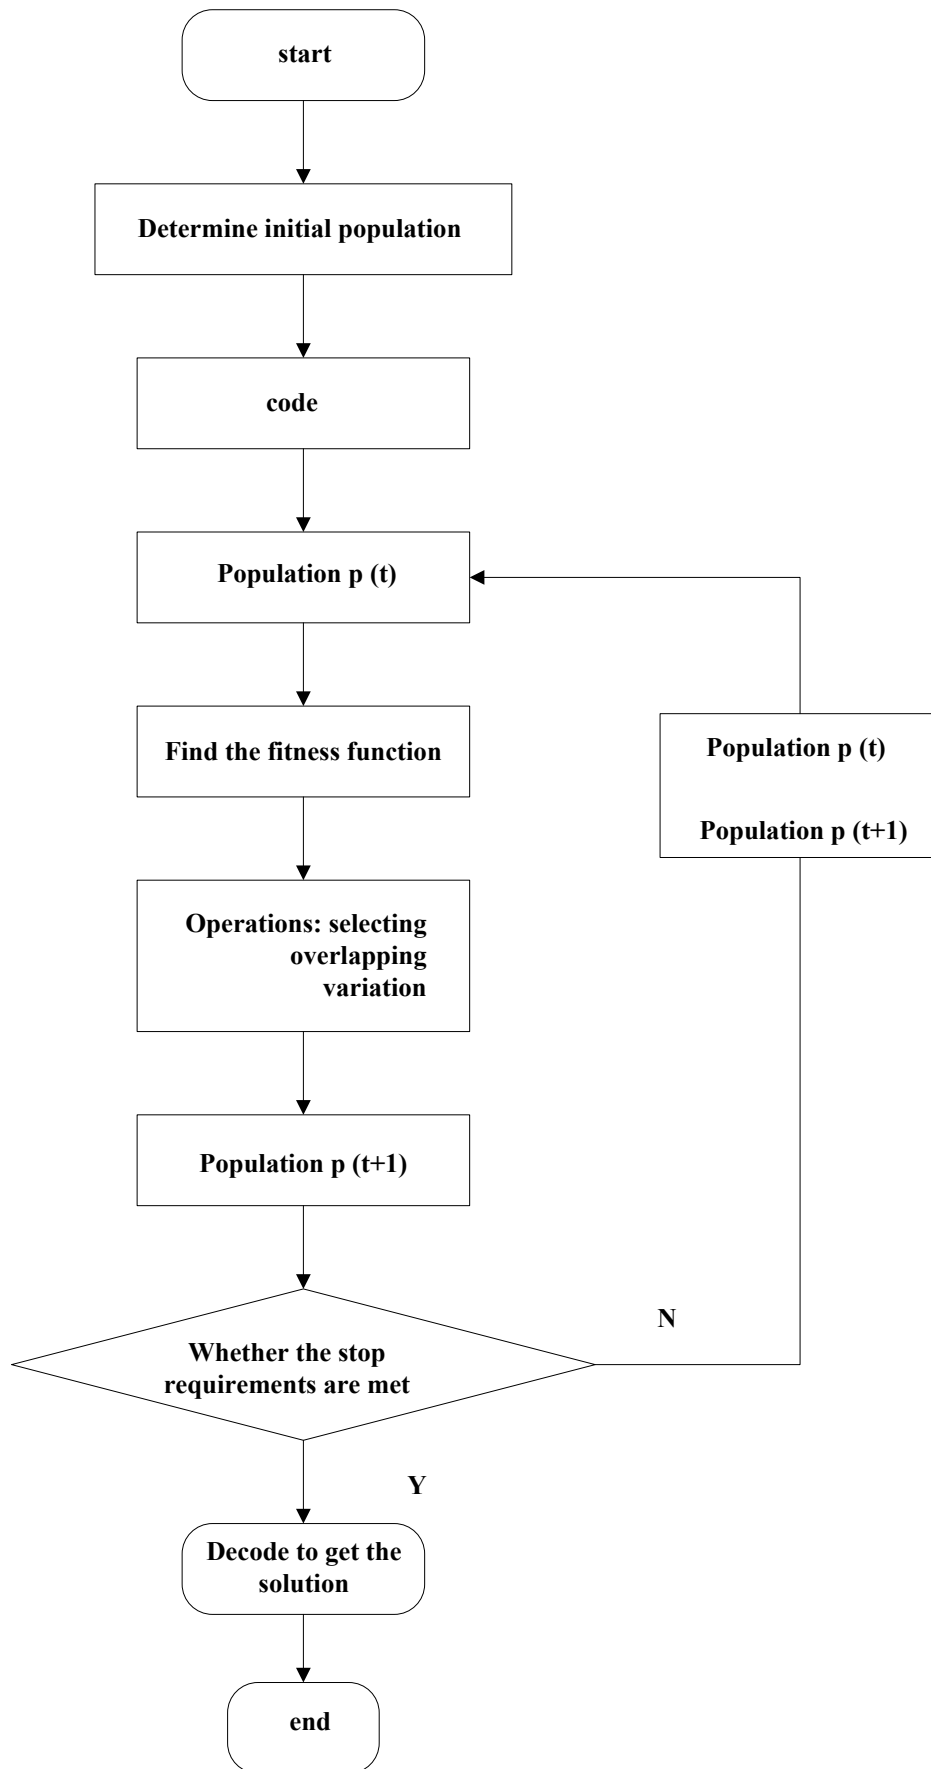 start
Determine initial population
code
Population p (t)
Find the fitness function
Population p (t)
Population p (t+1)
Operations: selecting
overlapping
variation
Population p (t+1)
N
Whether the stop
requirements are met
Y
Decode to get the
solution
end